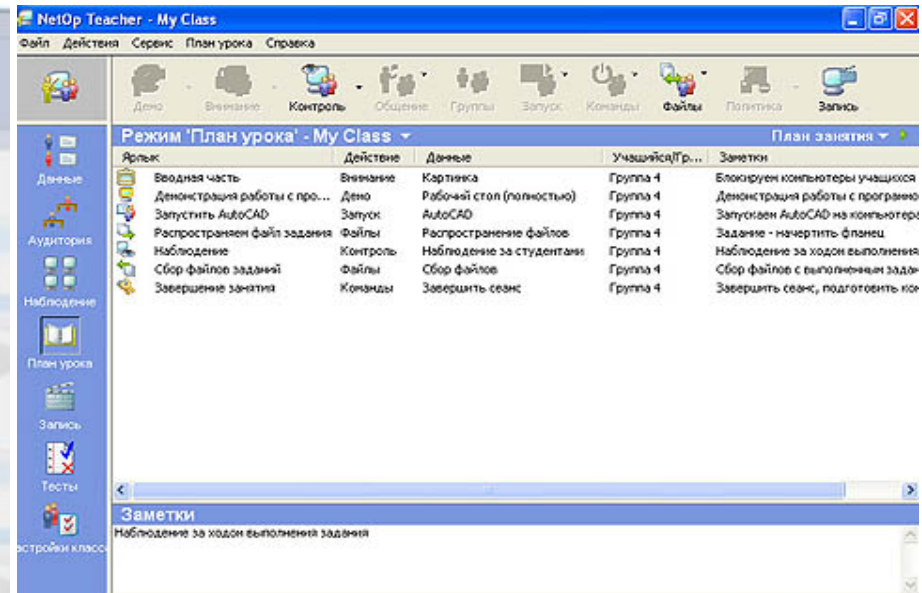 NetOp Teacher - My Class
Файл Действия Сервис План урока Справка
Демо Внимание Контроль Общение Группы Запуск Команды Файлы Политика Запись
Режим 'План урока' - My Class План занятия
Ярлык Действие Данные Учащийся/Гр... Заметки
Вводная часть Внимание Картинка Группа 4 Блокируем компьютеры учащихся
Демонстрация работы с про... Демо Рабочий стол (полностью) Группа 4 Демонстрация работы с программо
Запустить AutoCAD Запуск AutoCAD Группа 4 Запускаем AutoCAD на компьютера
Распространяем файл задания Файлы Распространение файлов Группа 4 Задание - начертить фланец
Наблюдение Контроль Наблюдение за студентами Группа 4 Наблюдение за ходом выполнения
Сбор файлов заданий Файлы Сбор файлов Группа 4 Сбор файлов с выполненным задан
Завершение занятия Команды Завершить сеанс Группа 4 Завершить сеанс, подготовить ком
Данные
Аудитория
Наблюдение
План урока
Запись
Тесты
астройки класс
Заметки
Наблюдение за ходом выполнения задания